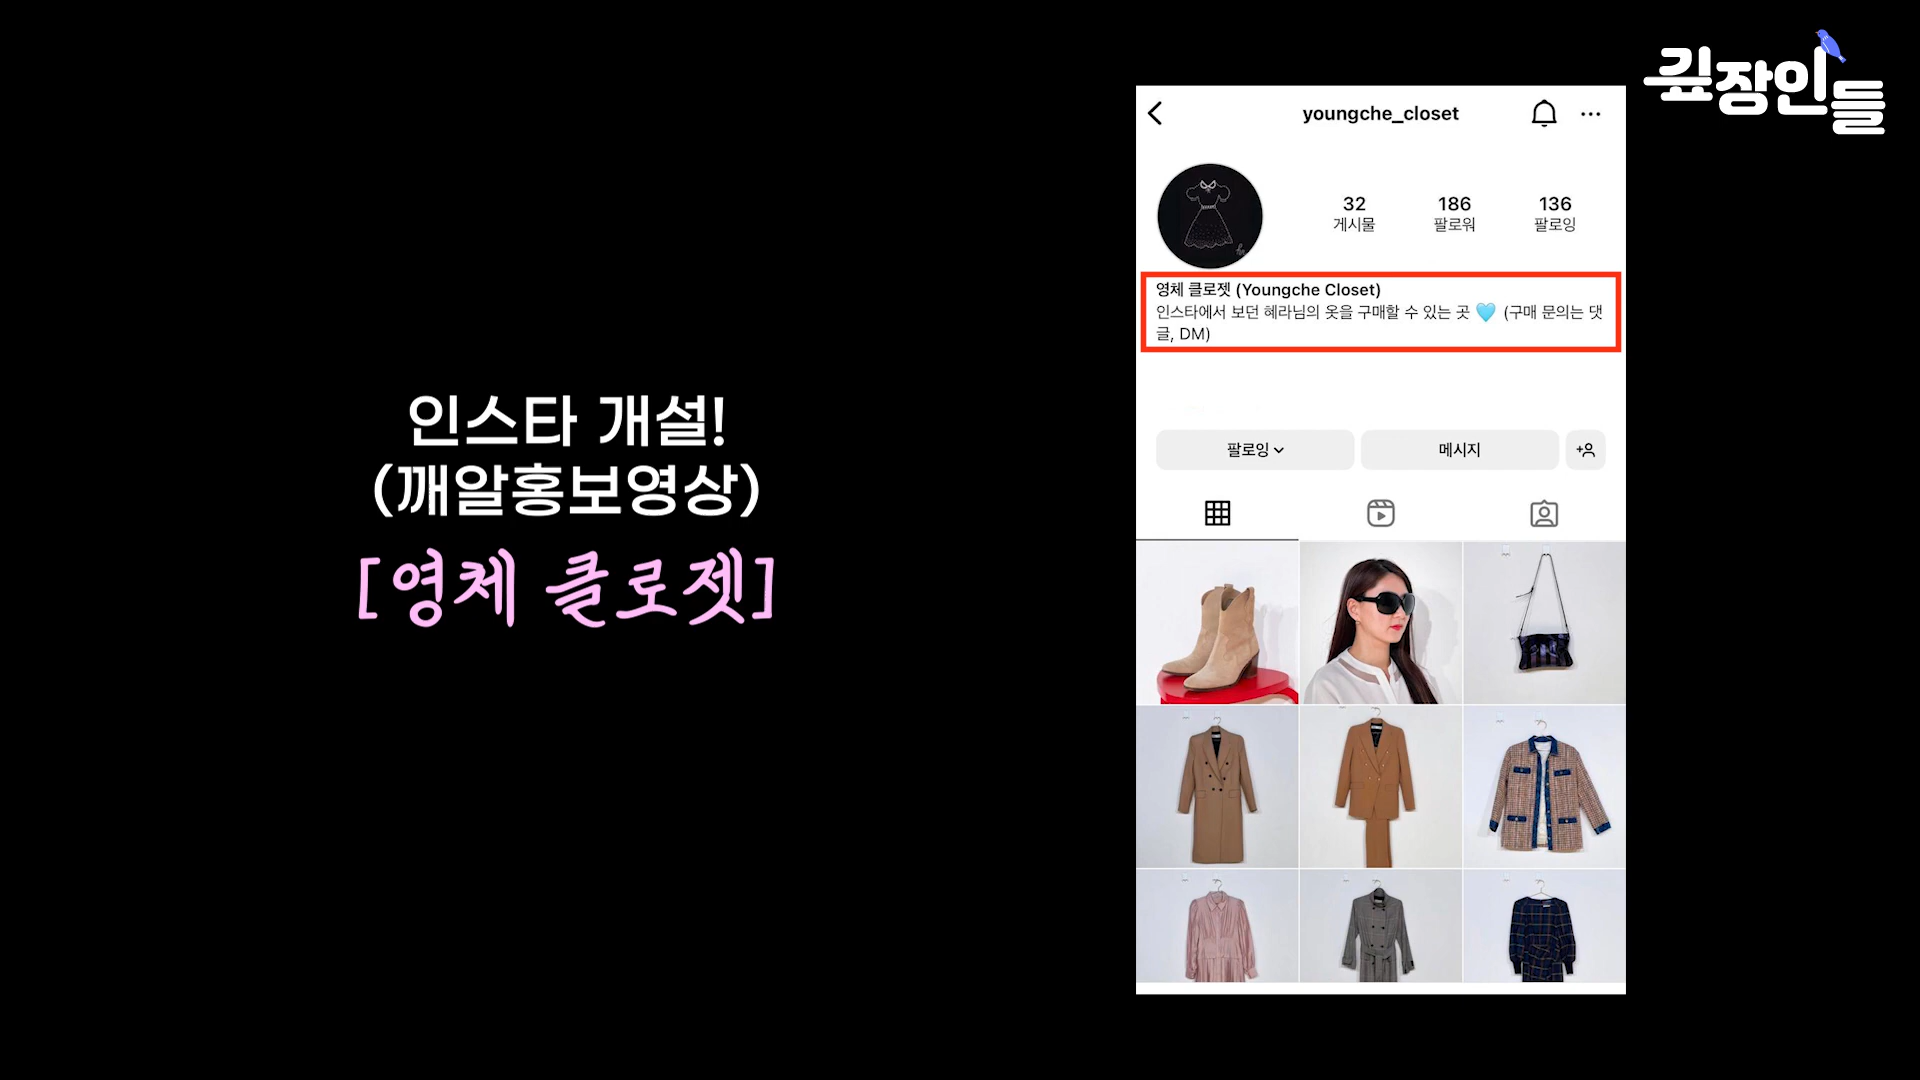 깊장인들
인스타 개설!
(깨알홍보영상)
[영체 클로젯]
youngche_closet
32
게시물
186
팔로워
136
팔로잉
영체 클로젯 (Youngche Closet)
인스타에서 보던 혜라님의 옷을 구매할 수 있는 곳 🩵 (구매 문의는 댓
글, DM)
팔로잉
메시지